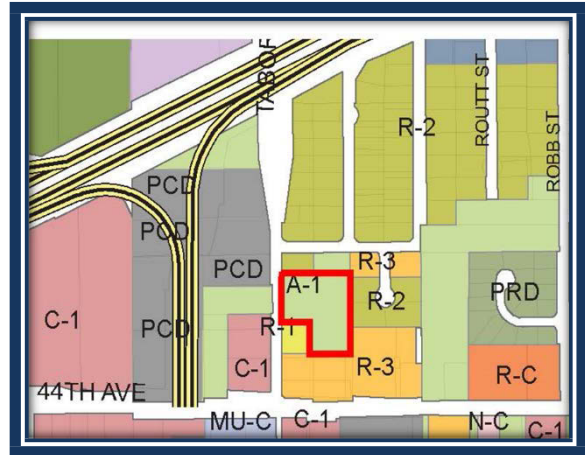 TABOR
ROUTT ST
ROBB ST
R-2
PCD
PCD
PCD
R-3
A-1
R-2
PRD
C-1
PCD
R-1
C-1
R-3
R-C
44TH AVE
MU-C
C-1
N-C
C-1